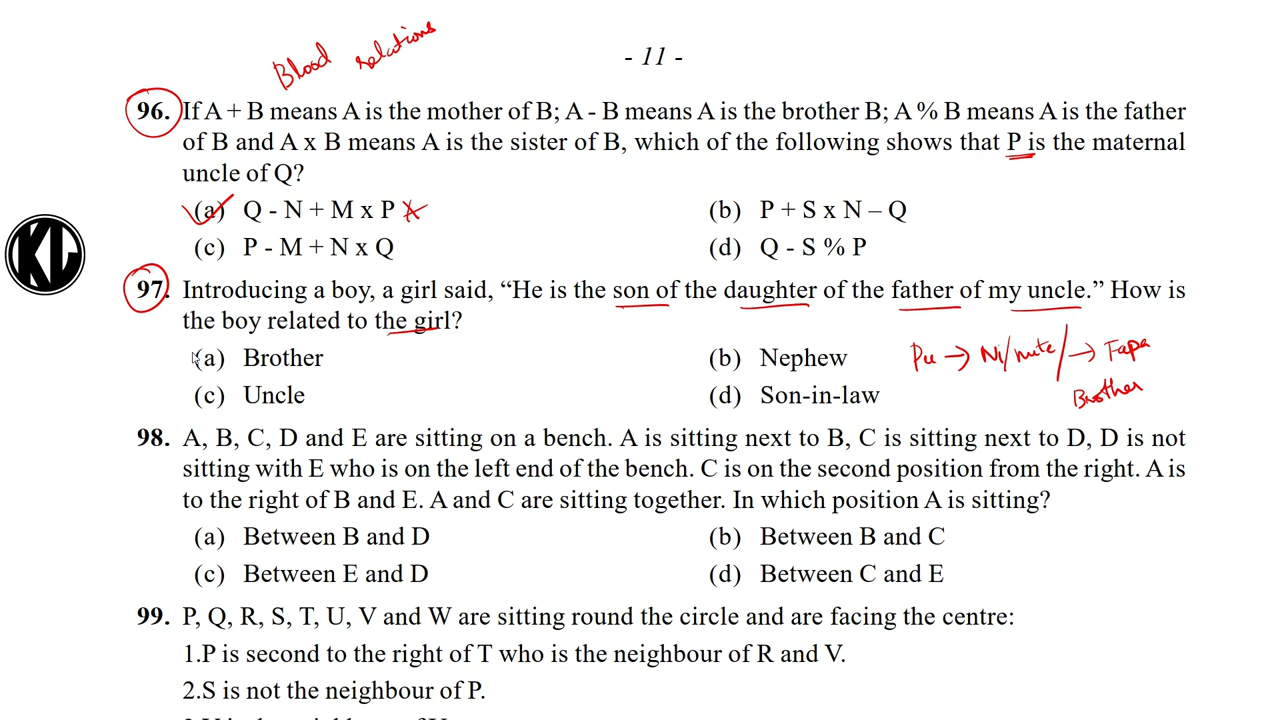 Blood relations
- 11 -
96. If A + B means A is the mother of B; A - B means A is the brother B; A % B means A is the father
of B and A x B means A is the sister of B, which of the following shows that P is the maternal
uncle of Q?
(a) Q - N + M x P (b) P + S x N – Q
(c) P - M + N x Q (d) Q - S % P
KL
97. Introducing a boy, a girl said, “He is the son of the daughter of the father of my uncle.” How is
the boy related to the girl?
(a) Brother (b) Nephew
Pu → Ni/nute/ → Fapa
(c) Uncle (d) Son-in-law
Brother
98. A, B, C, D and E are sitting on a bench. A is sitting next to B, C is sitting next to D, D is not
sitting with E who is on the left end of the bench. C is on the second position from the right. A is
to the right of B and E. A and C are sitting together. In which position A is sitting?
(a) Between B and D (b) Between B and C
(c) Between E and D (d) Between C and E
99. P, Q, R, S, T, U, V and W are sitting round the circle and are facing the centre:
1.P is second to the right of T who is the neighbour of R and V.
2.S is not the neighbour of P.